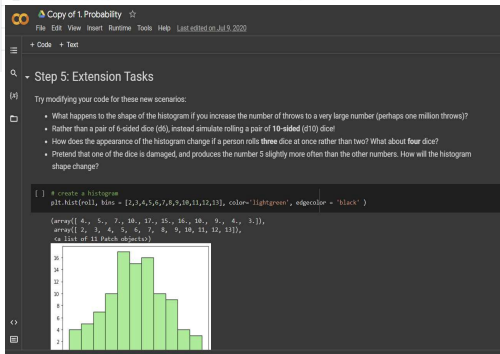 Copy of 1. Probability
File Edit View Insert Runtime Tools Help Last edited on Jul 9, 2020
+ Code + Text
Step 5: Extension Tasks
{x}
Try modifying your code for these new scenarios:
• What happens to the shape of the histogram if you increase the number of throws to a very large number (perhaps one million throws)?
• Rather than a pair of 6-sided dice (d6), instead simulate rolling a pair of 10-sided (d10) dice!
• How does the appearance of the histogram change if a person rolls three dice at once rather than two? What about four dice?
• Pretend that one of the dice is damaged, and produces the number 5 slightly more often than the other numbers. How will the histogram
shape change?
[ ] # create a histogram
plt.hist(roll, bins = [2,3,4,5,6,7,8,9,10,11,12,13], color='lightgreen', edgecolor = 'black' )
(array([ 4., 5., 7., 10., 17., 15., 16., 10., 9., 4., 3.]),
array([ 2, 3, 4, 5, 6, 7, 8, 9, 10, 11, 12, 13]),
<a list of 11 Patch objects>)
16
14
12
10
8
6
4
2